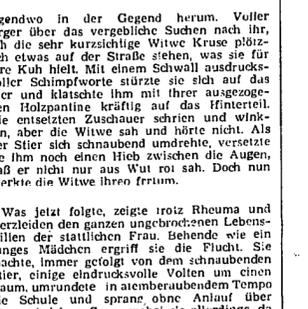 gendwo in der Gegend herum. Voller
rger über das vergebliche Suchen nach ihr,
h die sehr kurzsichtige Witwe Kruse plötz-
ch etwas auf der Straße stehen, was sie für
re Kuh hielt. Mit einem Schwall ausdrucks-
oller Schimpfworte stürzte sie sich auf das
er und klatschte ihm mit ihrer ausgezoge-
en Holzpantine kräftig auf das Hinterteil.
ie entsetzten Zuschauer schrien und wink-
n, aber die Witwe sah und hörte nicht. Als
er Stier sich schnaubend umdrehte, versetzte
e ihm noch einen Hieb zwischen die Augen,
aß er nicht nur aus Wut rot sah. Doch nun
erkte die Witwe ihren Irrtum.
Was jetzt folgte, zeigte trotz Rheuma und
erzleiden den ganzen ungebrochenen Lebens-
illen der stattlichen Frau. Behende wie ein
nges Mädchen ergriff sie die Flucht. Sie
achte, immer gefolgt von dem schnaubenden
tier, einige eindrucksvolle Volten um einen
aum, umrundete in atemberaubendem Tempo
e Schule und sprang ohne Anlauf über